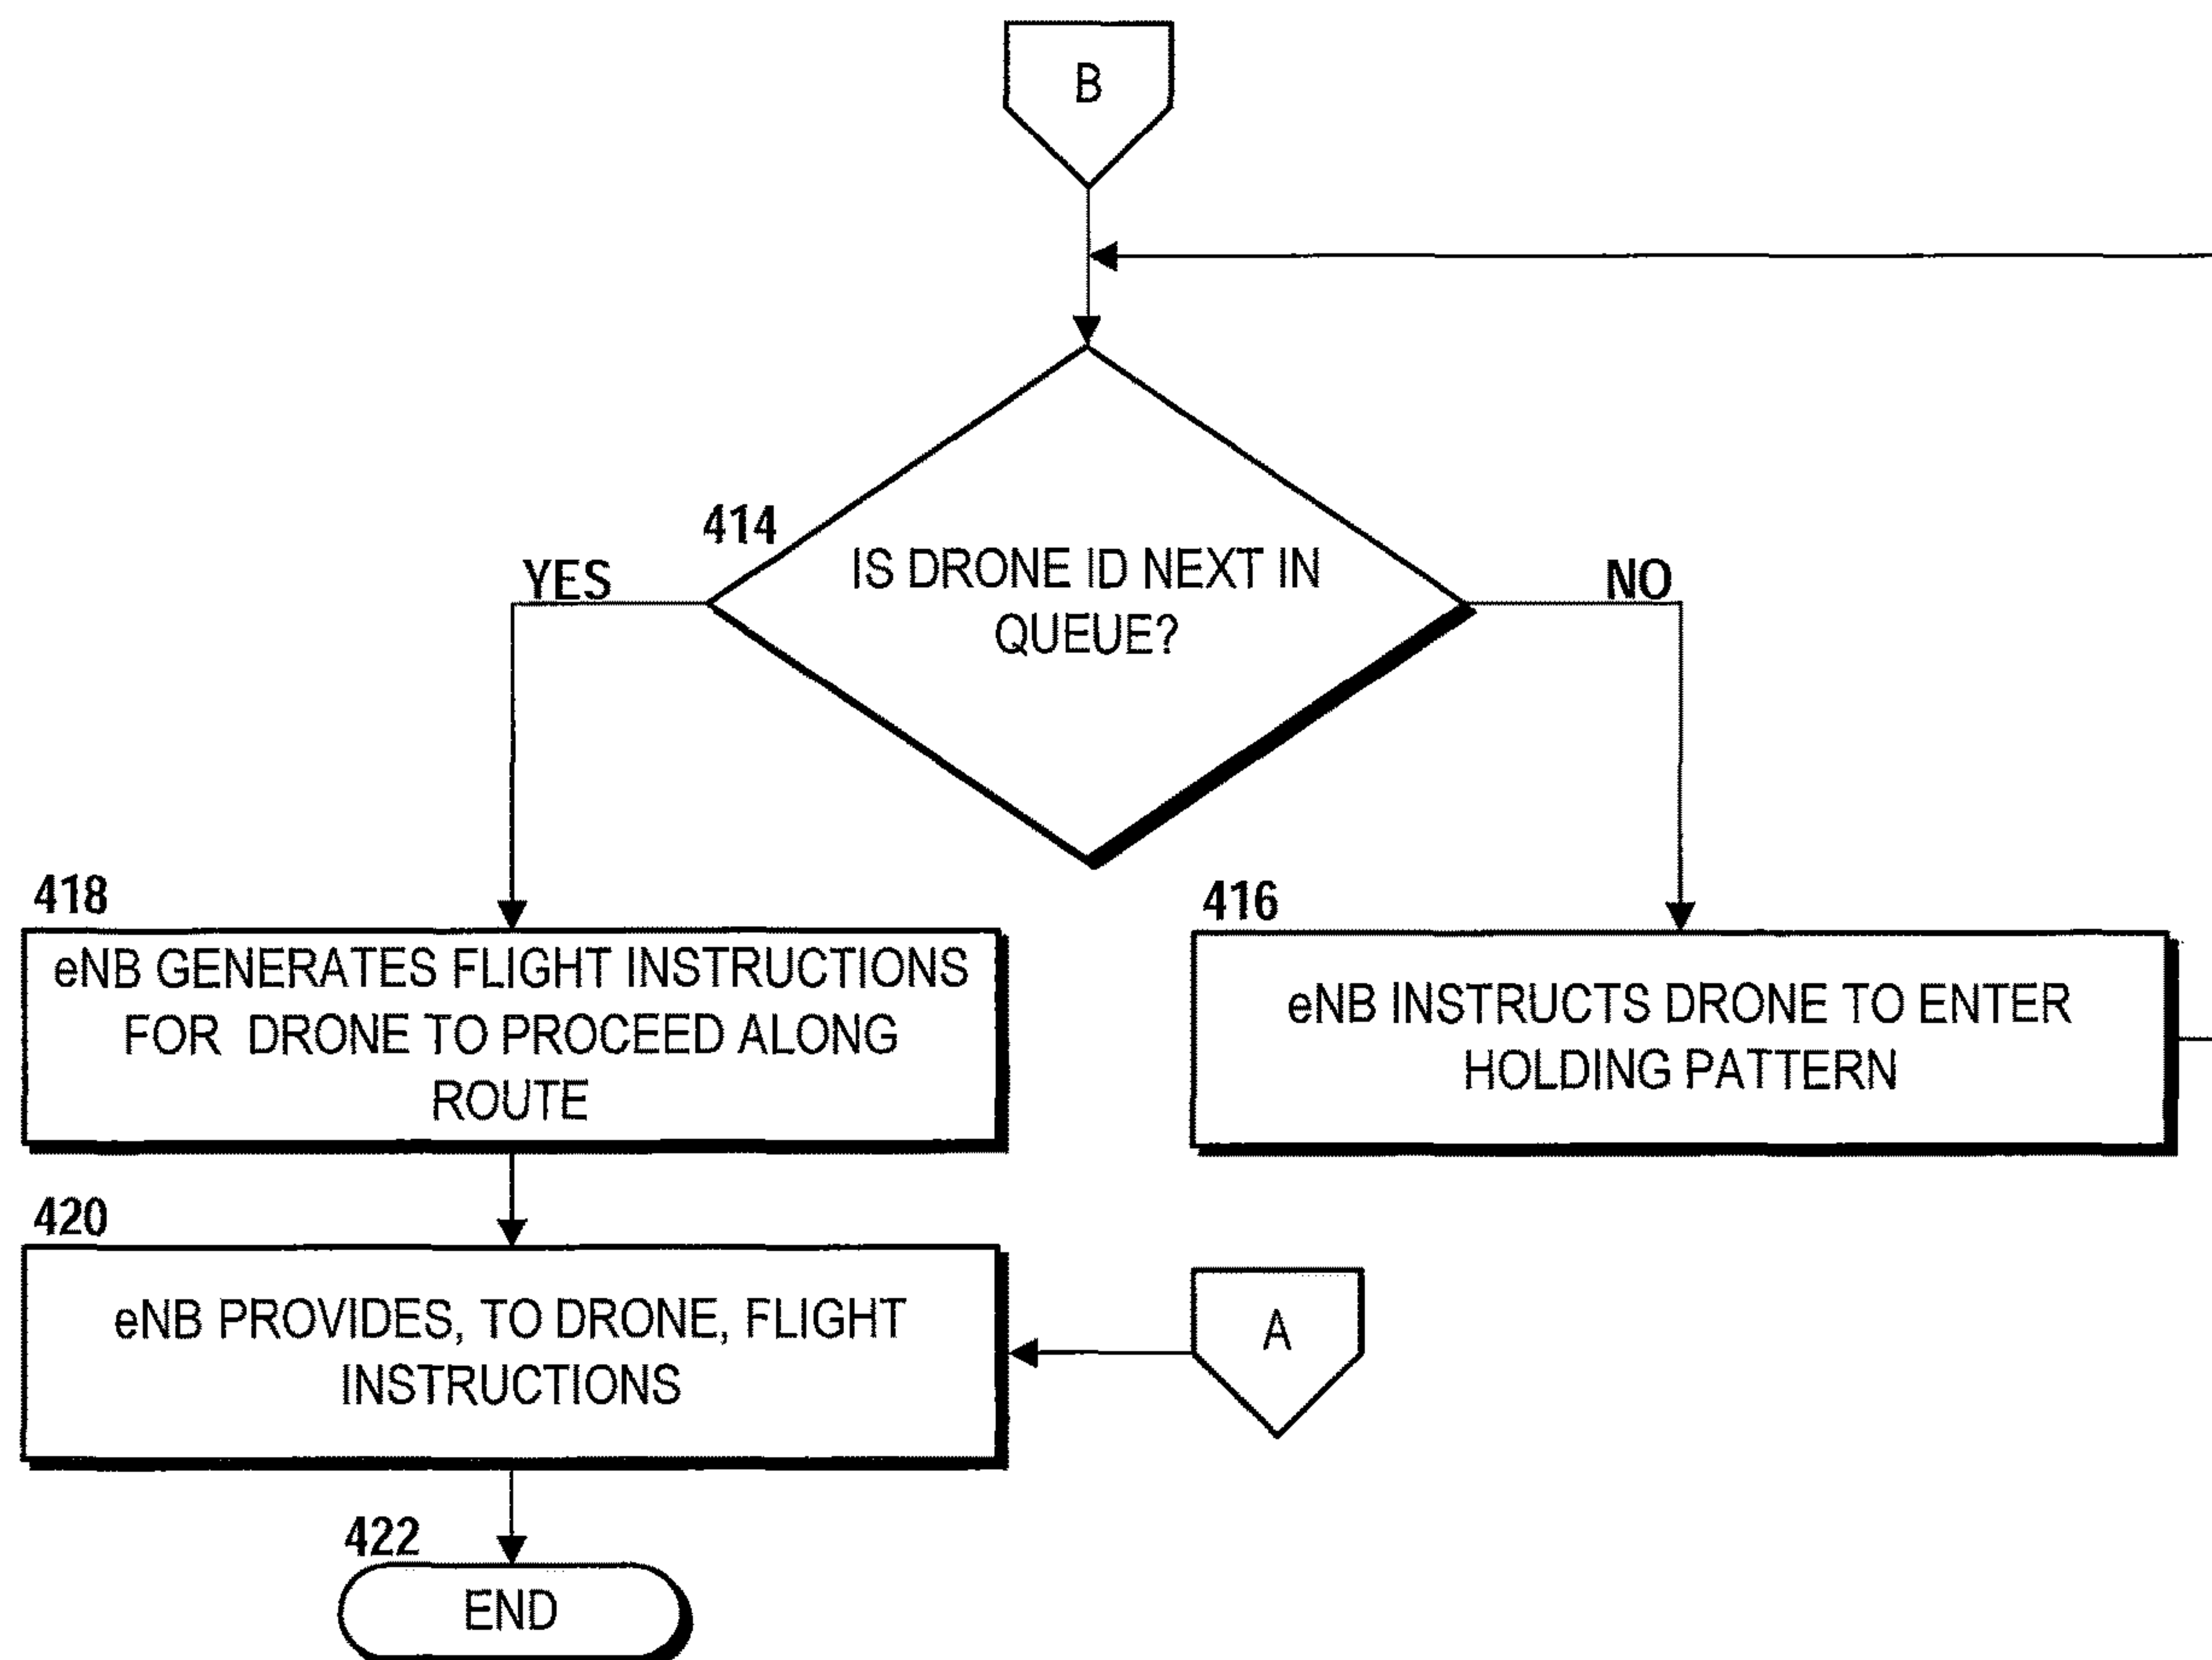 B
414
IS DRONE ID NEXT IN
QUEUE?
YES
NO
418
eNB GENERATES FLIGHT INSTRUCTIONS
FOR DRONE TO PROCEED ALONG
ROUTE
416
eNB INSTRUCTS DRONE TO ENTER
HOLDING PATTERN
420
eNB PROVIDES, TO DRONE, FLIGHT
INSTRUCTIONS
A
422
END